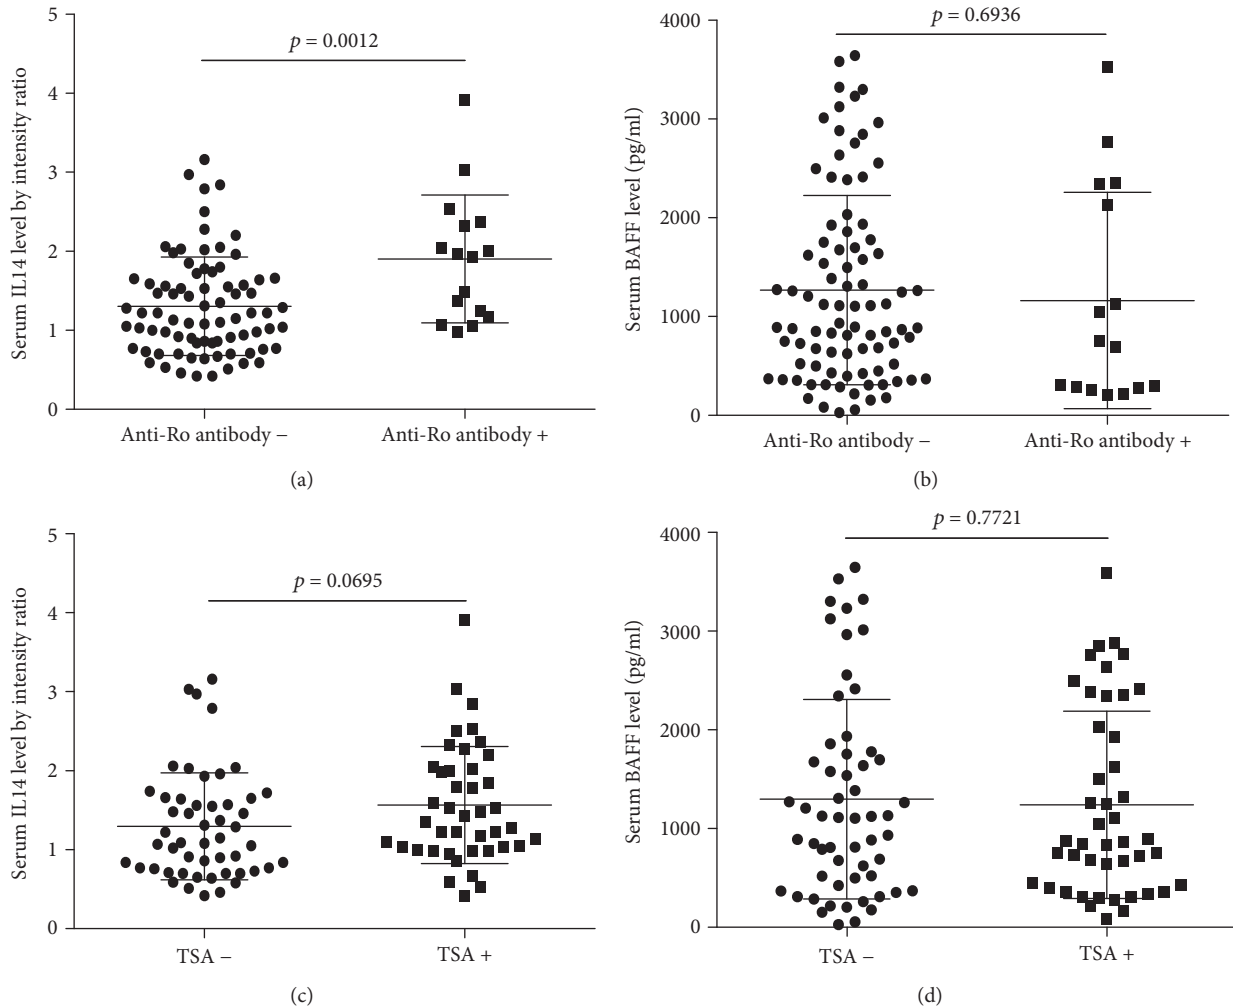 5
4
3
2
1
0
Serum IL14 level by intensity ratio
p = 0.0012
Anti-Ro antibody − Anti-Ro antibody +
(a)
4000
3000
2000
1000
0
Serum BAFF level (pg/ml)
p = 0.6936
Anti-Ro antibody − Anti-Ro antibody +
(b)
5
4
3
2
1
0
Serum IL14 level by intensity ratio
p = 0.0695
TSA − TSA +
(c)
4000
3000
2000
1000
0
Serum BAFF level (pg/ml)
p = 0.7721
TSA − TSA +
(d)